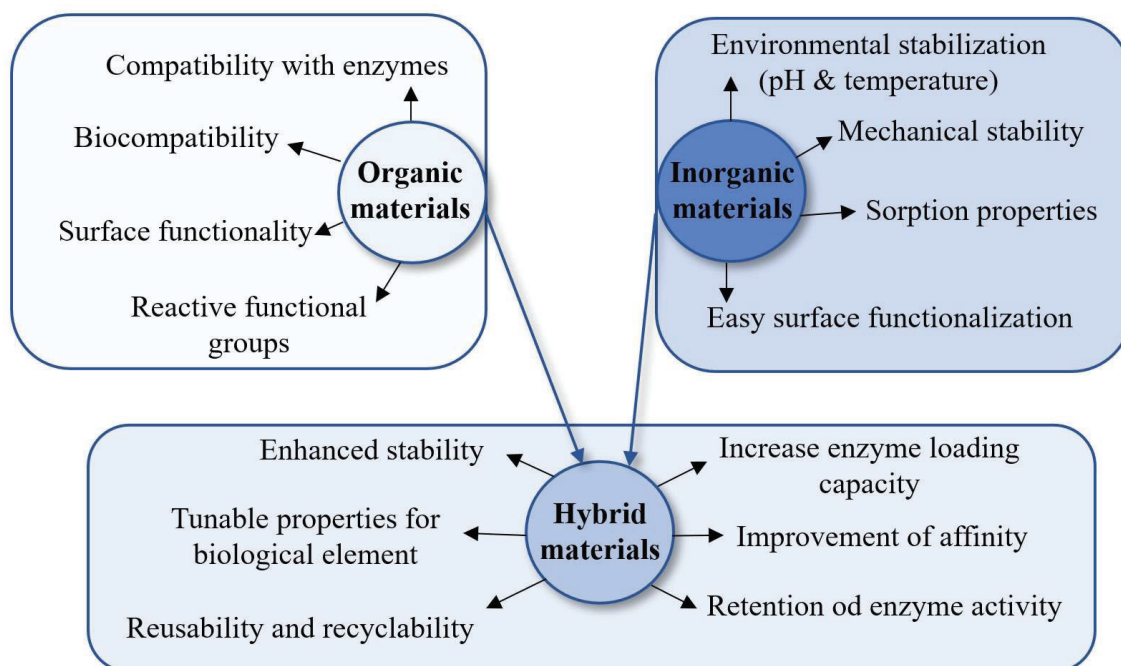 Compatibility with enzymes
Biocompatibility
Surface functionality
Reactive functional
groups
Organic
materials
Environmental stabilization
(pH & temperature)
Mechanical stability
Sorption properties
Easy surface functionalization
Inorganic
materials
Enhanced stability
Tunable properties for
biological element
Reusability and recyclability
Hybrid
materials
Increase enzyme loading
capacity
Improvement of affinity
Retention od enzyme activity